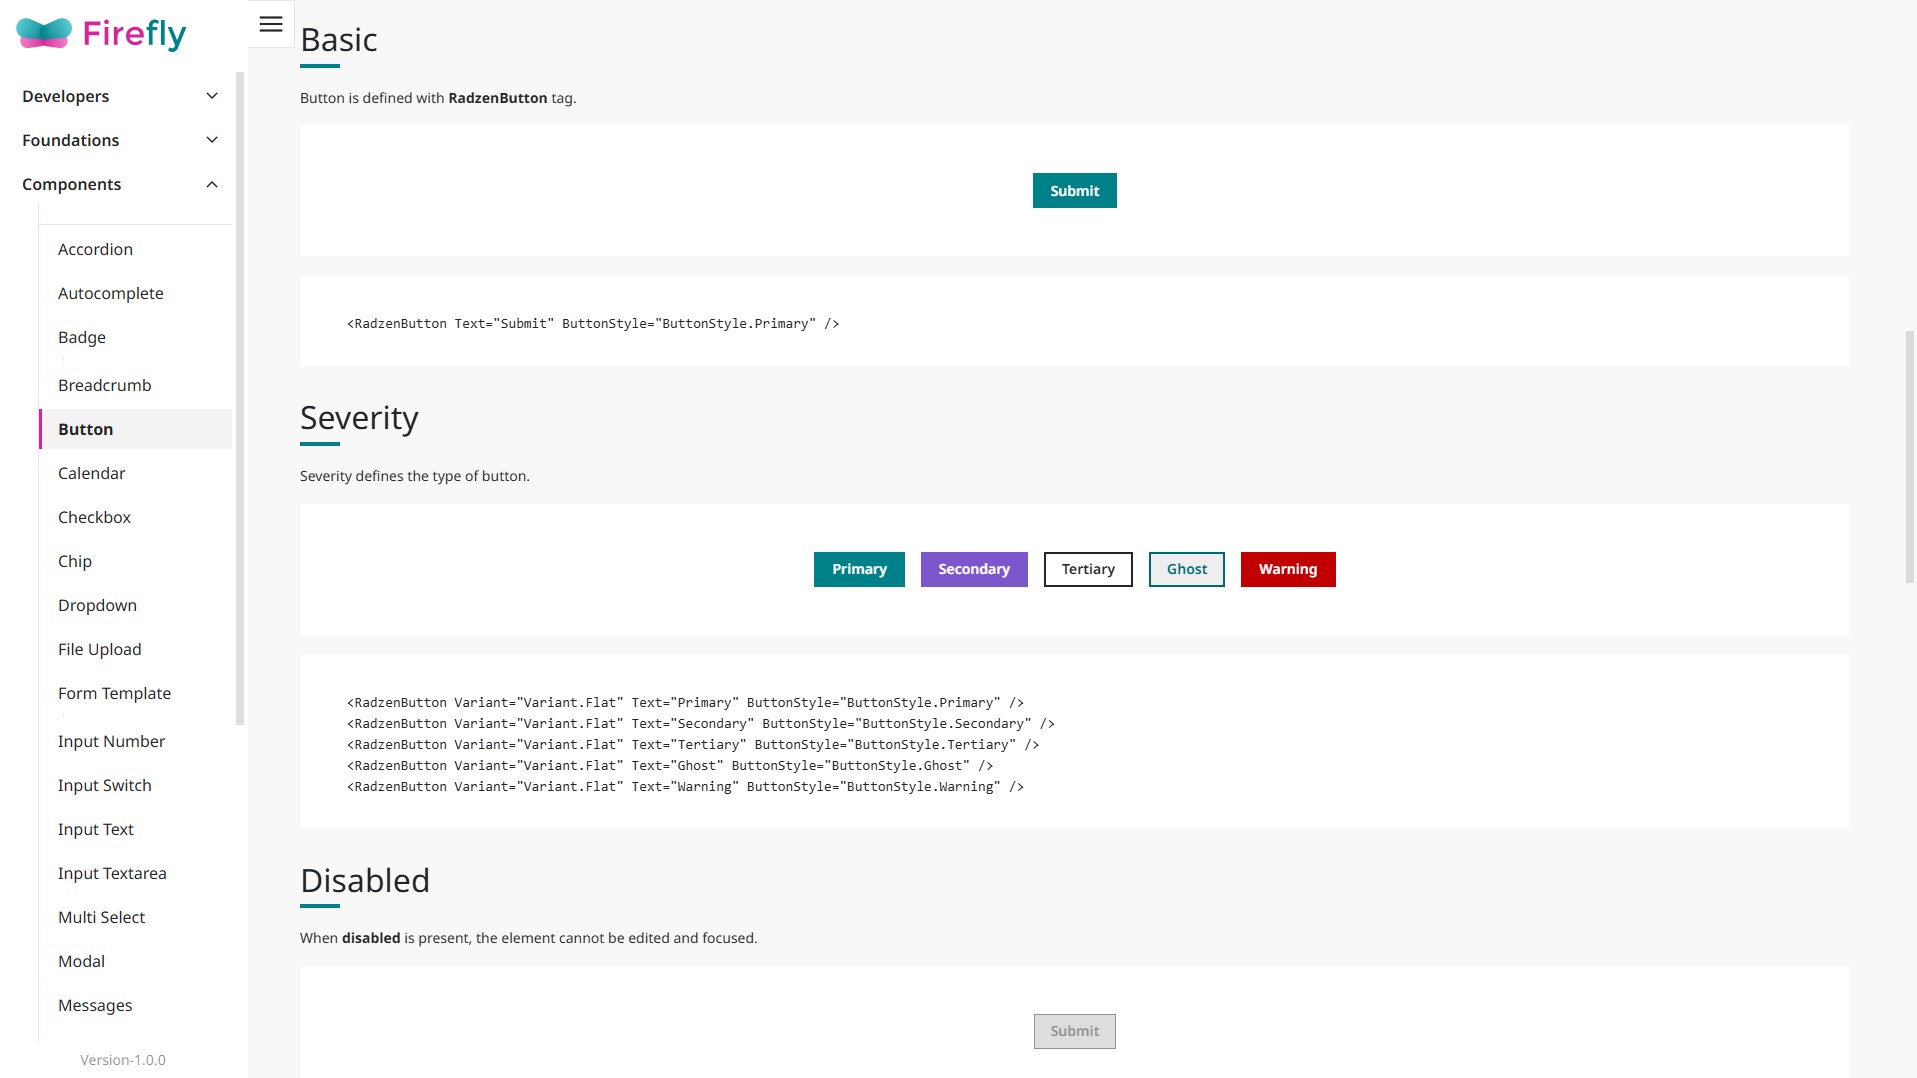 Firefly
Developers
Foundations
Components
Accordion
Autocomplete
Badge
Breadcrumb
Button
Calendar
Checkbox
Chip
Dropdown
File Upload
Form Template
Input Number
Input Switch
Input Text
Input Textarea
Multi Select
Modal
Messages
Version-1.0.0
Basic
Button is defined with RadzenButton tag.
Submit
<RadzenButton Text="Submit" ButtonStyle="ButtonStyle.Primary" />
Severity
Severity defines the type of button.
Primary Secondary Tertiary Ghost Warning
<RadzenButton Variant="Variant.Flat" Text="Primary" ButtonStyle="ButtonStyle.Primary" />
<RadzenButton Variant="Variant.Flat" Text="Secondary" ButtonStyle="ButtonStyle.Secondary" />
<RadzenButton Variant="Variant.Flat" Text="Tertiary" ButtonStyle="ButtonStyle.Tertiary" />
<RadzenButton Variant="Variant.Flat" Text="Ghost" ButtonStyle="ButtonStyle.Ghost" />
<RadzenButton Variant="Variant.Flat" Text="Warning" ButtonStyle="ButtonStyle.Warning" />
Disabled
When disabled is present, the element cannot be edited and focused.
Submit